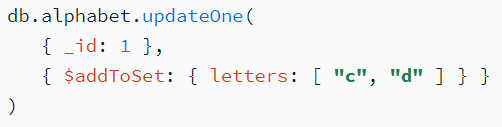 db.alphabet.updateOne(
   { _id: 1 },
   { $addToSet: { letters: [ "c", "d" ] } }
)